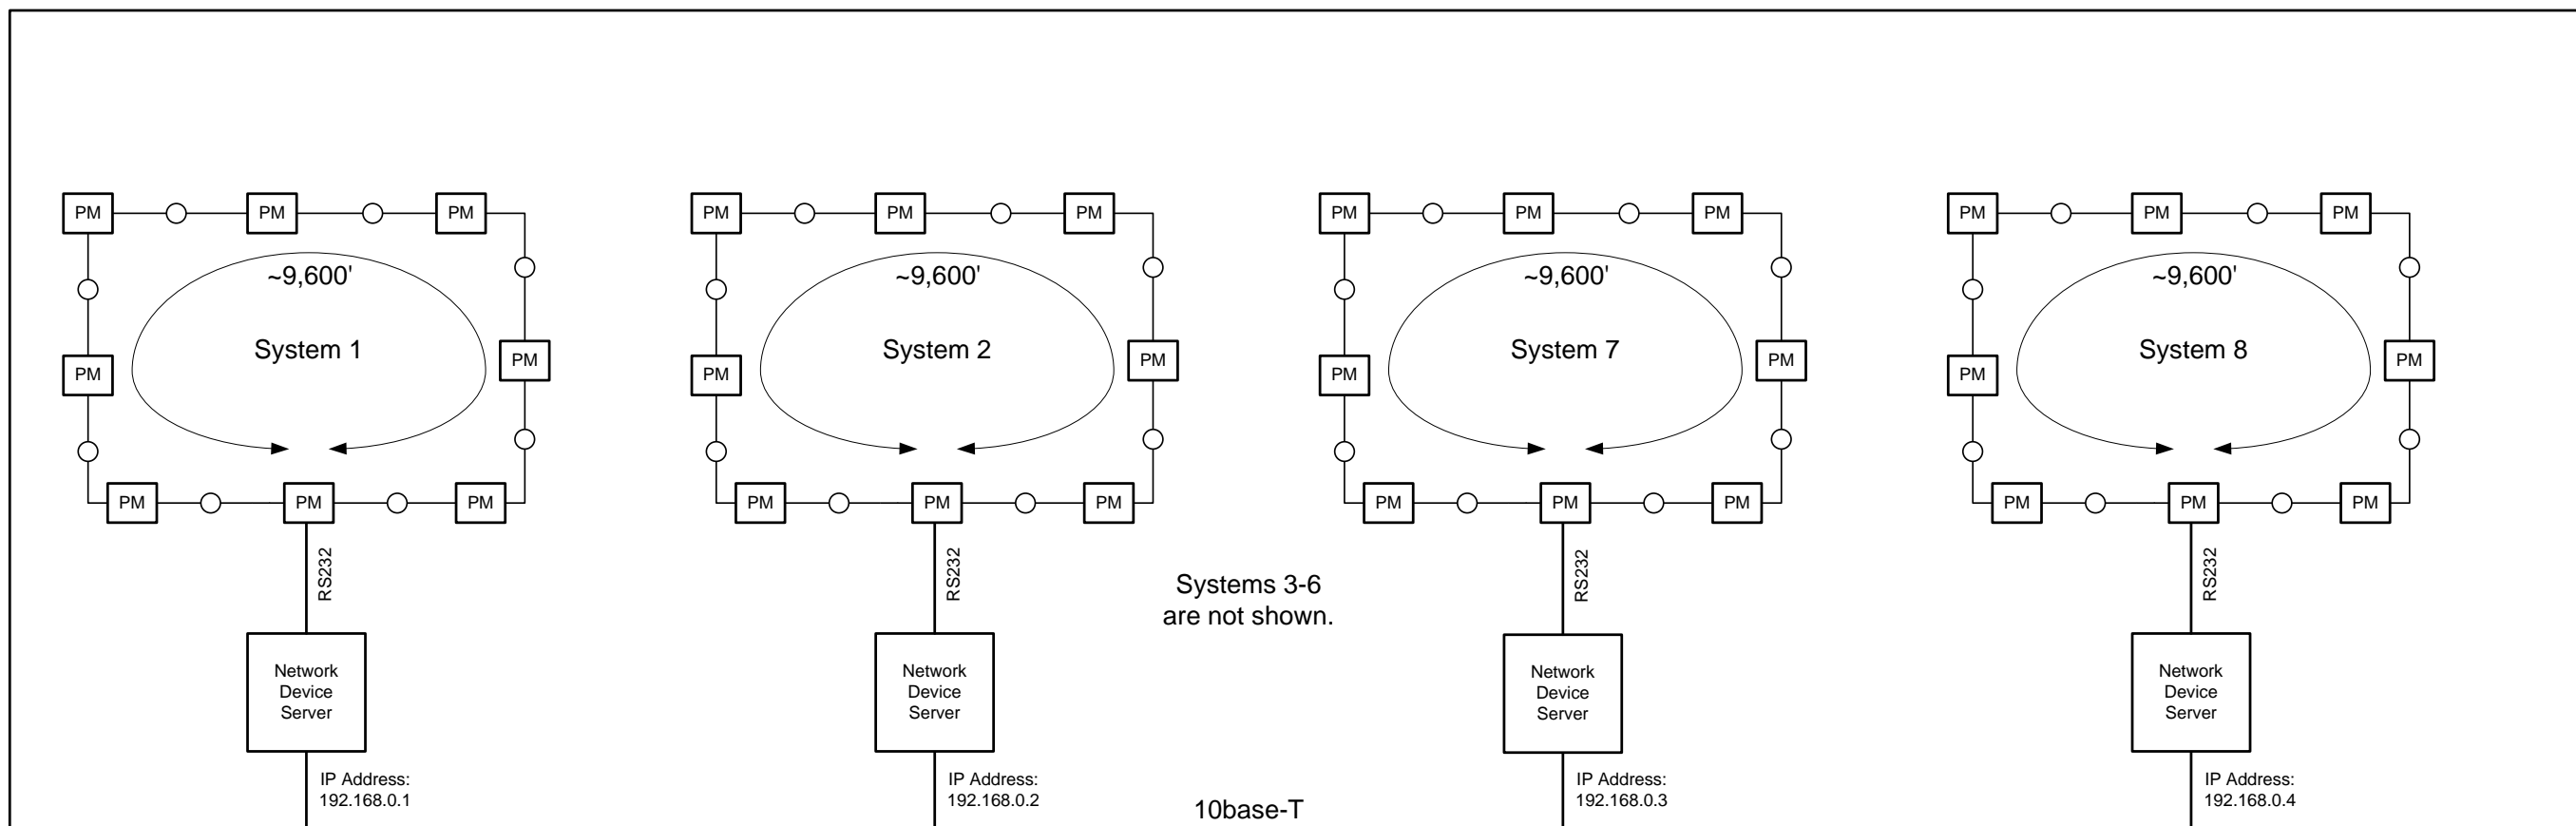 PM PM PM PM PM PM PM PM PM PM PM PM
~9,600' ~9,600' ~9,600' ~9,600'
System 1 System 2 System 7 System 8
PM PM PM PM
PM PM PM PM
PM PM PM PM PM PM PM PM PM PM PM PM
RS232 RS232 RS232 RS232
Systems 3-6
are not shown.
Network
Device
Server
Network
Device
Server
Network
Device
Server
Network
Device
Server
IP Address:
192.168.0.1
IP Address:
192.168.0.2
10base-T
IP Address:
192.168.0.3
IP Address:
192.168.0.4